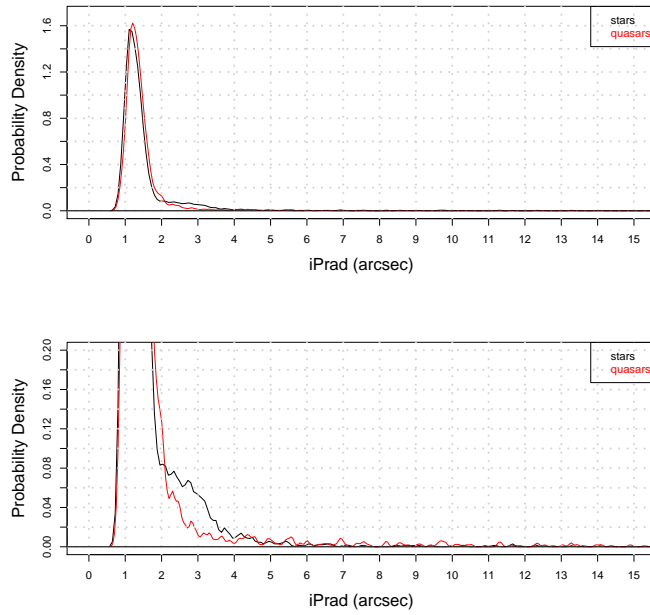 Probability Density
0.0 0.4 0.8 1.2 1.6
stars
quasars
0 1 2 3 4 5 6 7 8 9 10 11 12 13 14 15
iPrad (arcsec)
Probability Density
0.00 0.04 0.08 0.12 0.16 0.20
stars
quasars
0 1 2 3 4 5 6 7 8 9 10 11 12 13 14 15
iPrad (arcsec)